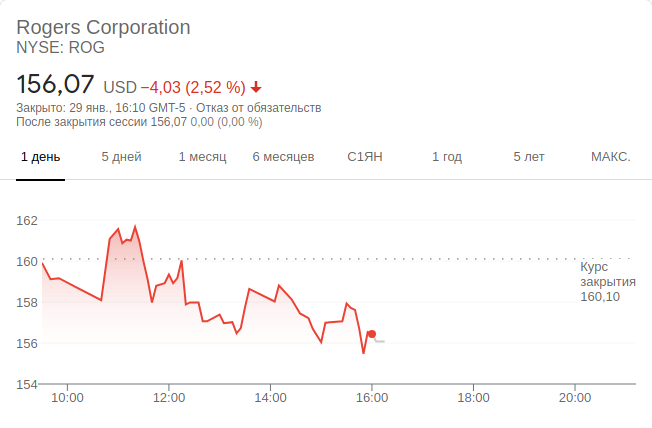 Rogers Corporation
NYSE: ROG
156,07 USD −4,03 (2,52 %)
Закрыто: 29 янв., 16:10 GMT-5 · Отказ от обязательств
После закрытия сессии 156,07 0,00 (0,00 %)
1 день 5 дней 1 месяц 6 месяцев С1ЯН 1 год 5 лет МАКС.
162
160
Курс
закрытия
160,10
158
156
154
10:00 12:00 14:00 16:00 18:00 20:00